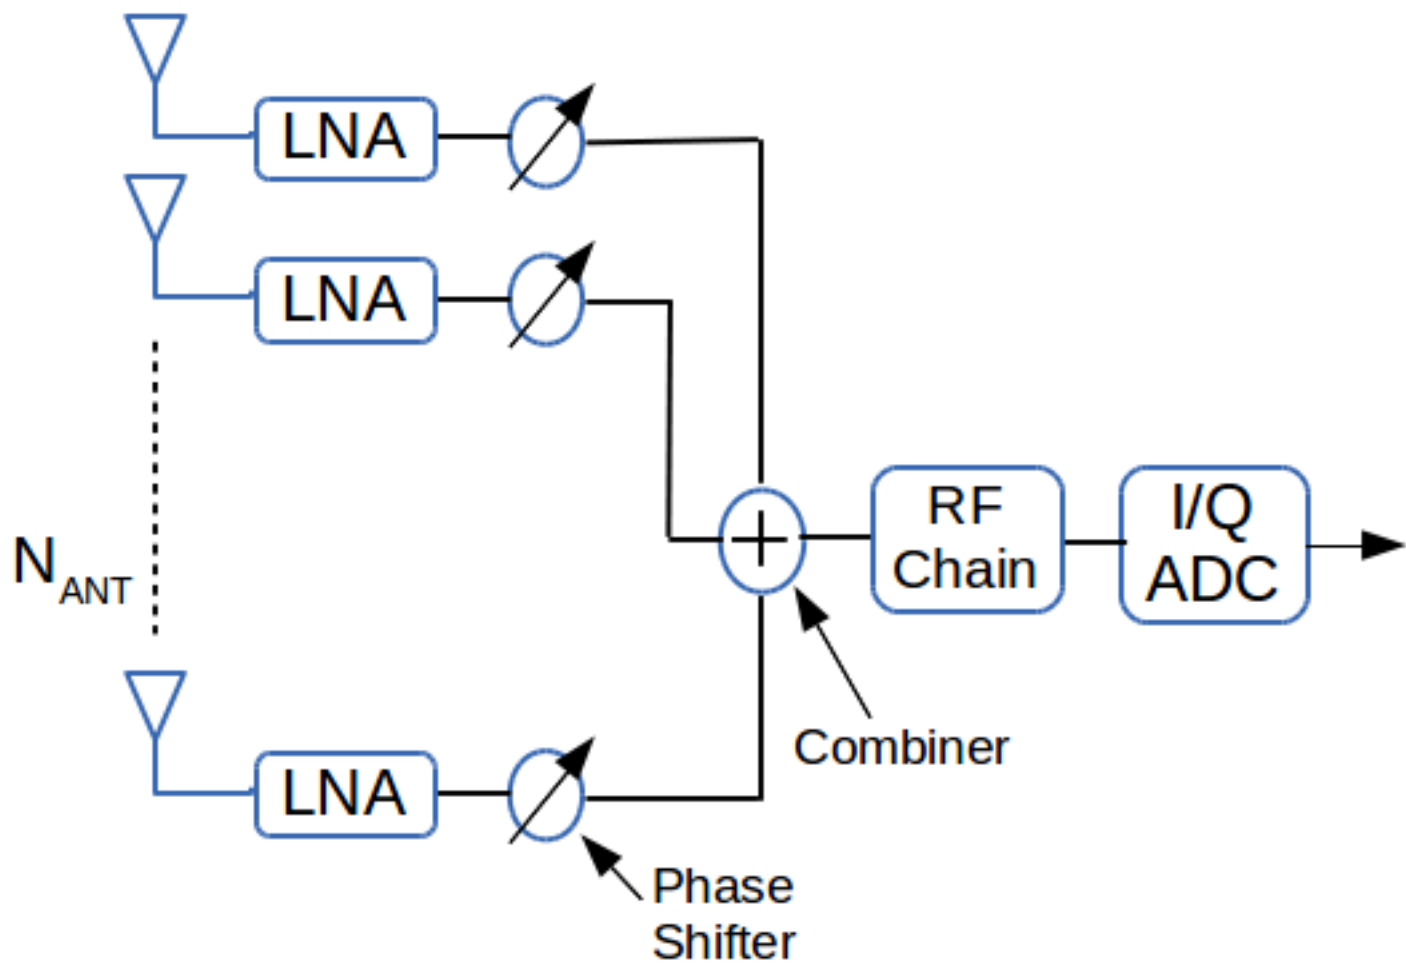 LNA
LNA
RF
Chain
I/Q
ADC
N ANT
Combiner
LNA
Phase
Shifter